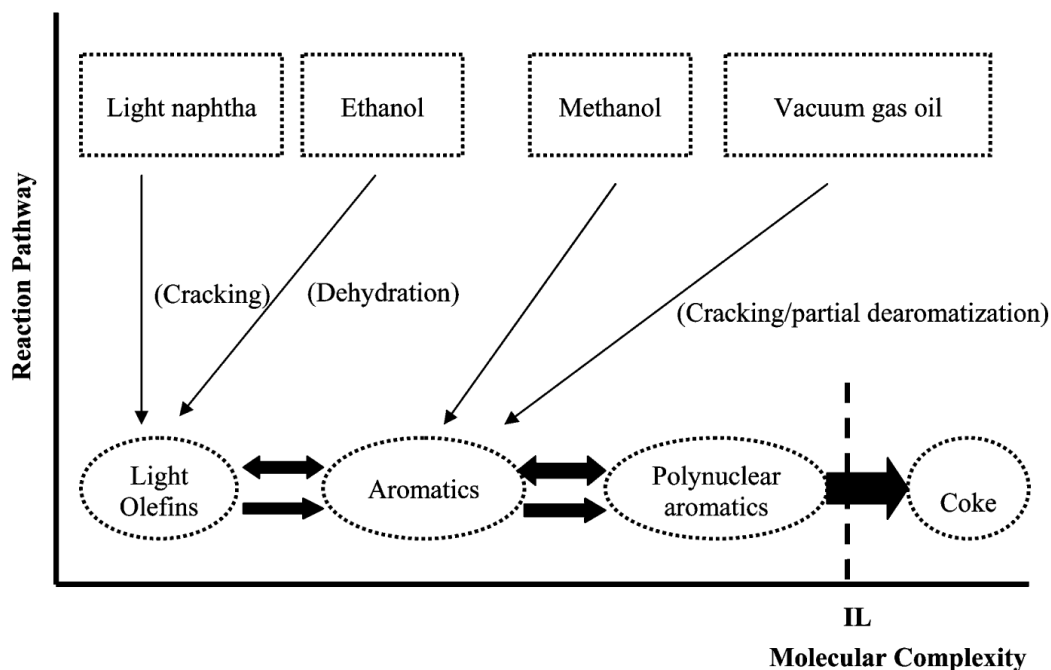 Reaction Pathway
Light naphtha
Ethanol
Methanol
Vacuum gas oil
(Cracking)
(Dehydration)
(Cracking/partial dearomatization)
Light
Olefins
Aromatics
Polynuclear
aromatics
Coke
IL
Molecular Complexity